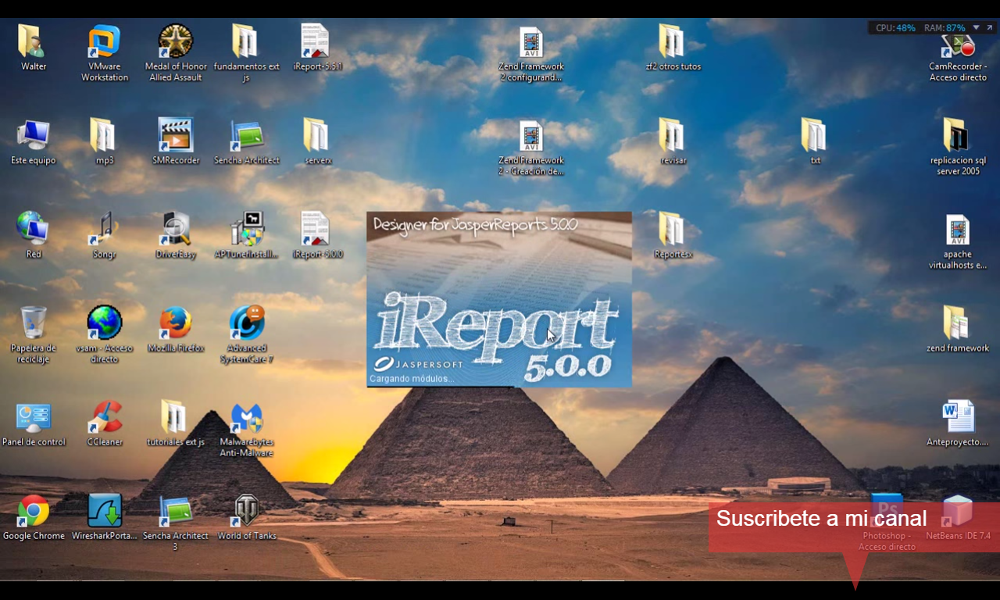 CPU: 48% RAM: 87%
Walter
VMware
Workstation
Medal of Honor
Allied Assault
fundamentos ext
js
iReport-5.5.1
Zend Framework
2 configurand...
zf2 otros tutos
CamRecorder -
Acceso directo
Este equipo
mp3
SMRecorder
Sencha Architect
serverx
Zend Framework
2 - Creación de...
revisar
txt
replicacion sql
server 2005
Red
Songr
DriverEasy
APTunerInstall...
iReport-5.0.0
Designer for JasperReports 5.0.0
iReport
5.0.0
JASPERSOFT
Cargando módulos...
Reportesx
apache
virtualhosts e...
Papelera de
reciclaje
vsam - Acceso
directo
Mozilla Firefox
Advanced
SystemCare 7
zend framework
Panel de control
CCleaner
tutoriales ext js
Malwarebytes
Anti-Malware
Anteproyecto....
Google Chrome
WiresharkPorta...
Sencha Architect
3
World of Tanks
Ps
Suscribete a mi canal
Photoshop -
Acceso directo
NetBeans IDE 7.4